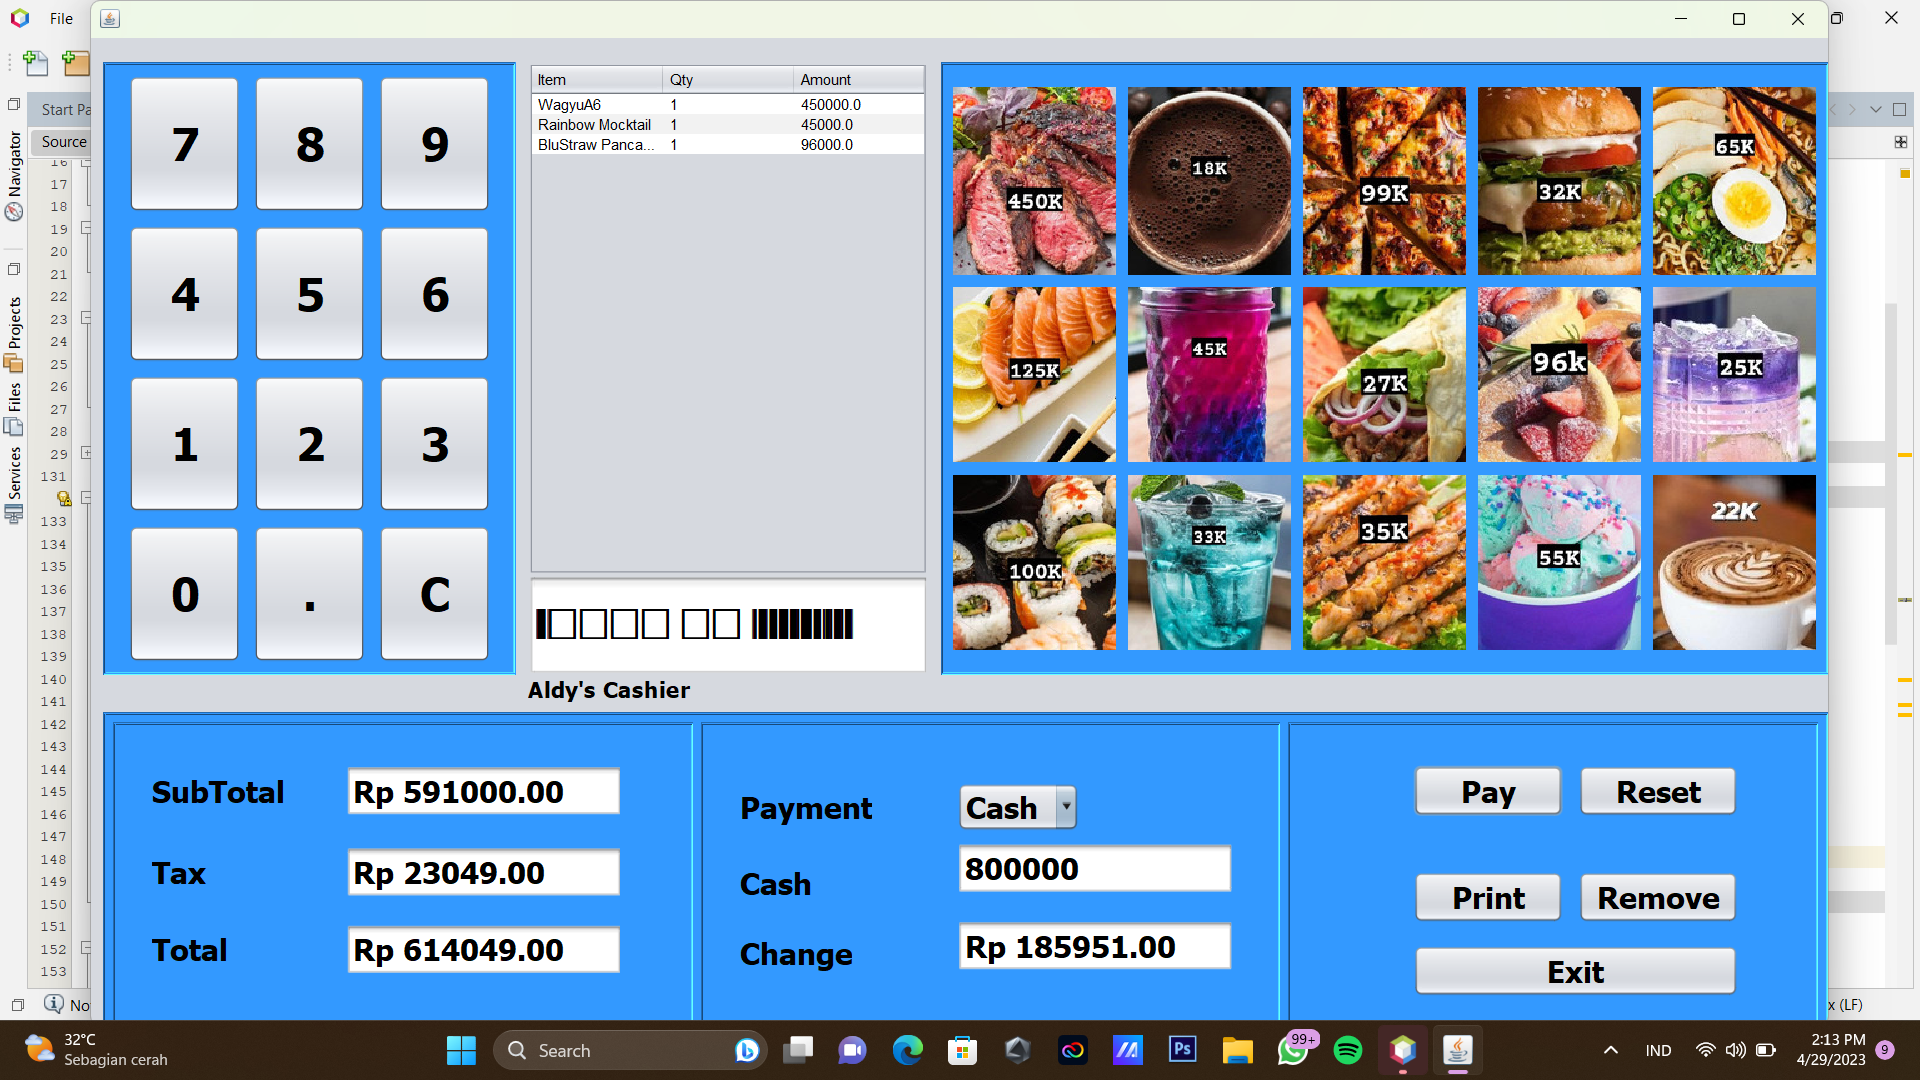 File
Start Pa
Source
Navigator
Projects
Files
Services
16
17
18
19
20
21
22
23
24
25
26
27
28
29
131
133
134
135
136
137
138
139
140
141
142
143
144
145
146
147
148
149
150
151
152
153
7 8 9
4 5 6
1 2 3
0 . C
Item Qty Amount
WagyuA6 1 450000.0
Rainbow Mocktail 1 45000.0
BluStraw Panca... 1 96000.0
450K 18K 99K 32K 65K
125K 45K 27K 96k 25K
100K 33K 35K 55K 22K
Aldy's Cashier
SubTotal Rp 591000.00
Tax Rp 23049.00
Total Rp 614049.00
Payment Cash
Cash 800000
Change Rp 185951.00
Pay Reset
Print Remove
Exit
No
x (LF)
32°C
Sebagian cerah
Search
Ps
99+
IND
2:13 PM
4/29/2023
9